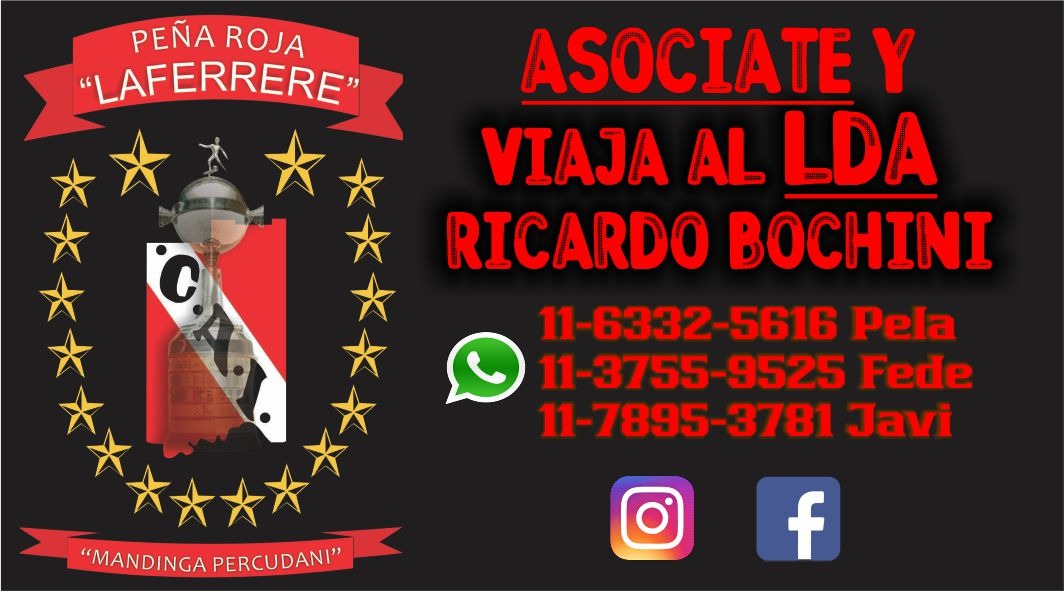 PEÑA ROJA
“LAFERRERE”
C.A.I.
“MANDINGA PERCUDANI”
ASOCIATE Y
VIAJA AL LDA
RICARDO BOCHINI
11-6332-5616 Pela
11-3755-9525 Fede
11-7895-3781 Javi